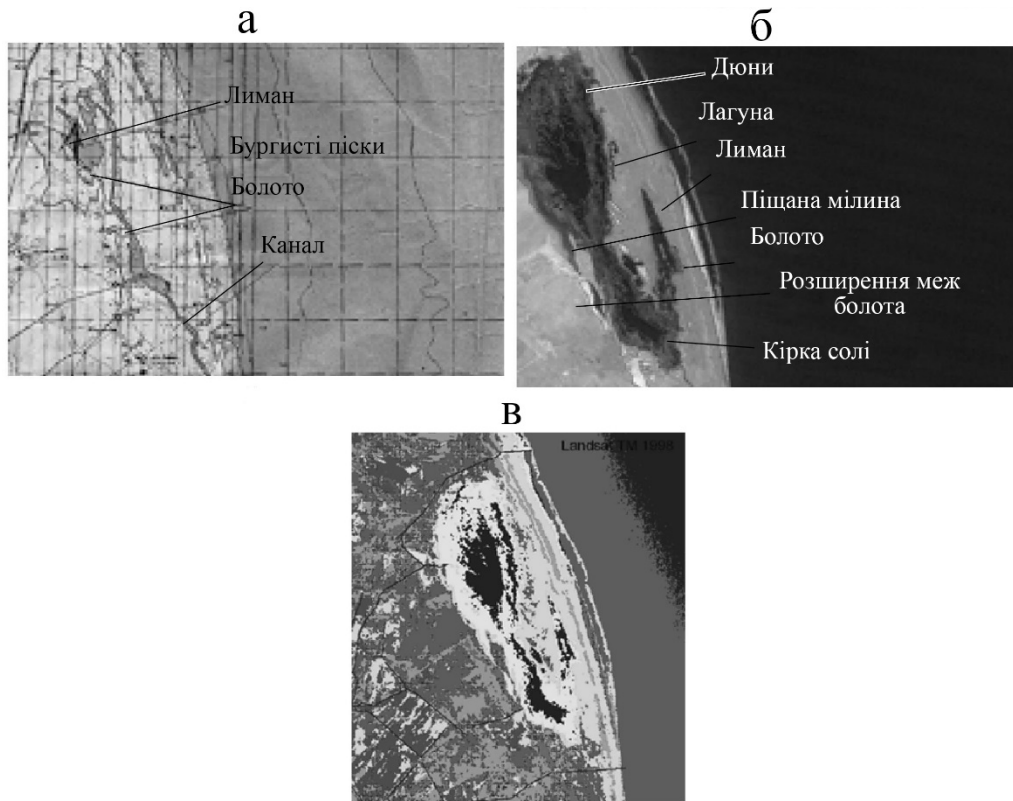 а
Лиман
Бургисті піски
Болото
Канал
б
Дюни
Лагуна
Лиман
Піщана мілина
Болото
Розширення меж
болота
Кірка солі
в
Landsat TM 1998